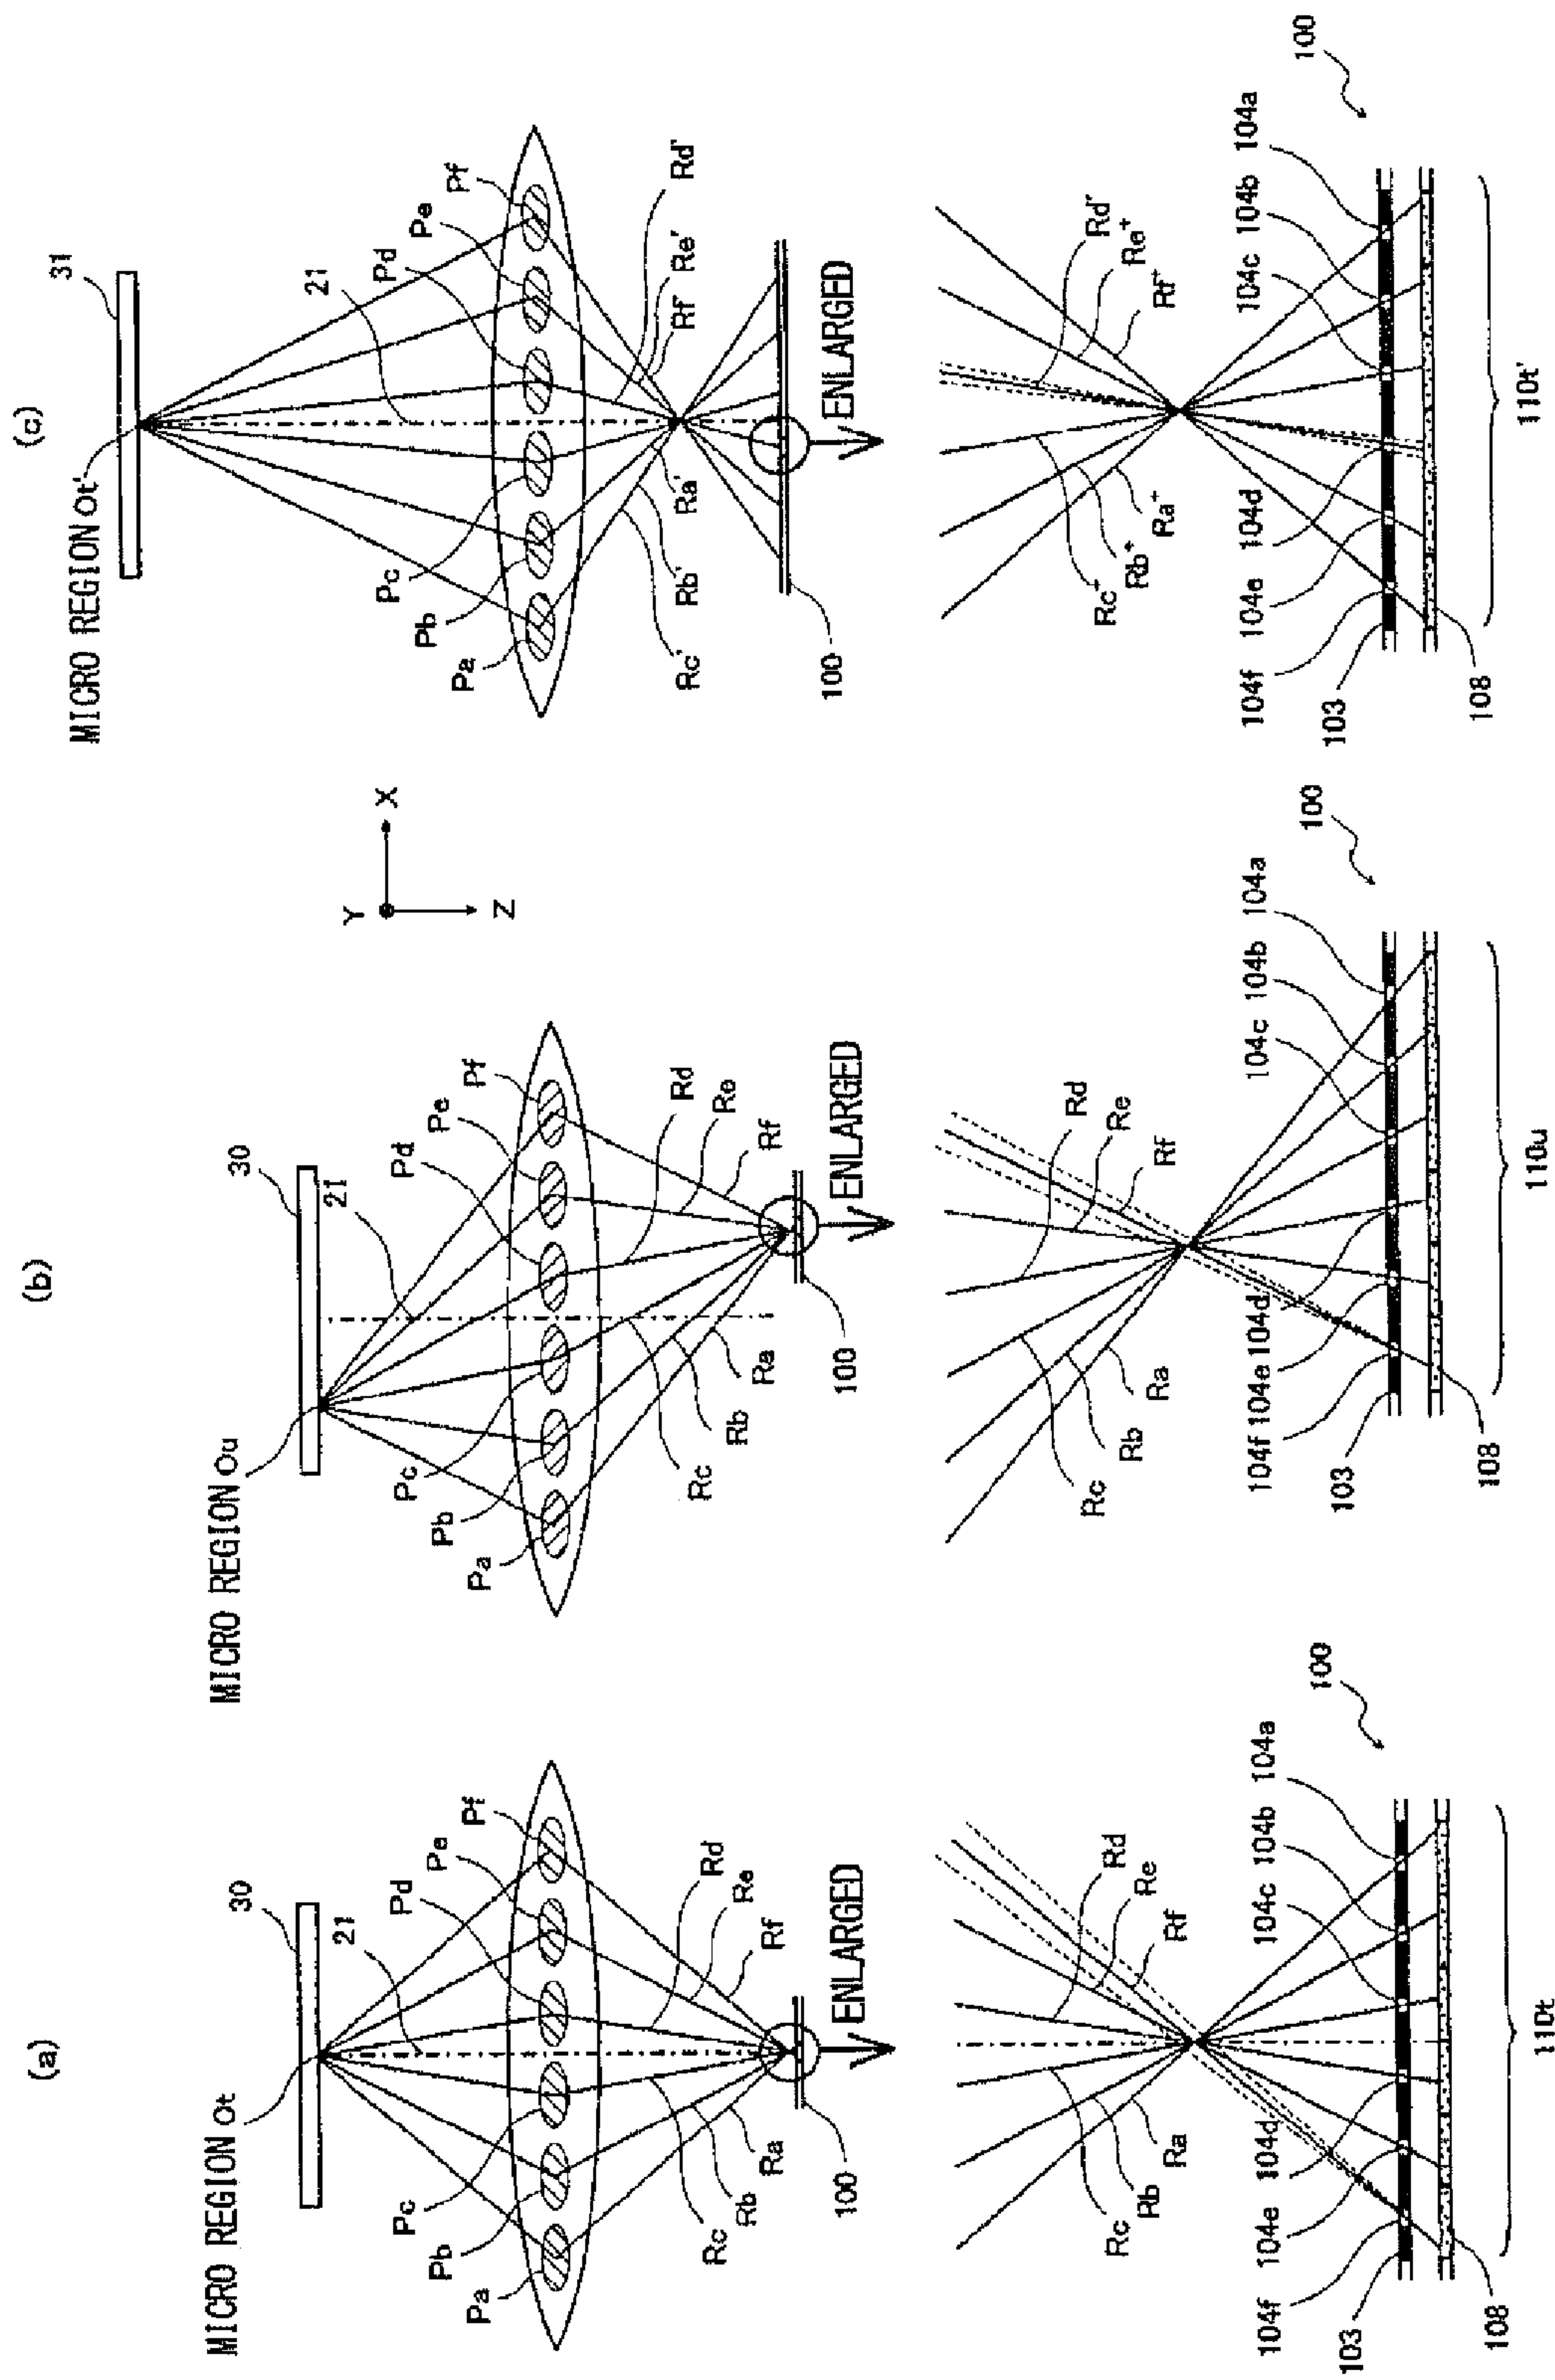 (a)
MICRO REGION Ot
30
21
Pa
Pb
Pc
Pd
Pe
Pf
Ra
Rb
Rc
Rd
Re
Rf
100
ENLARGED
Rc
Rb
Ra
Rd
Re
Rf
100
104f
104e
104d
104c
104b
104a
103
108
110t
(b)
MICRO REGION Ou
30
21
Pa
Pb
Pc
Pd
Pe
Pf
Ra
Rb
Rc
Rd
Re
Rf
100
ENLARGED
Rc
Rb
Ra
Rd
Re
Rf
100
104f
104e
104d
104c
104b
104a
103
108
110u
Y
X
Z
(c)
MICRO REGION Ot'
31
21
Pa
Pb
Pc
Pd
Pe
Pf
Rc'
Rb'
Ra'
Rf
Re'
Rd'
100
ENLARGED
Rc+
Rb+
Ra+
Rd'
Re+
Rf+
100
104f
104e
104d
104c
104b
104a
103
108
110t'